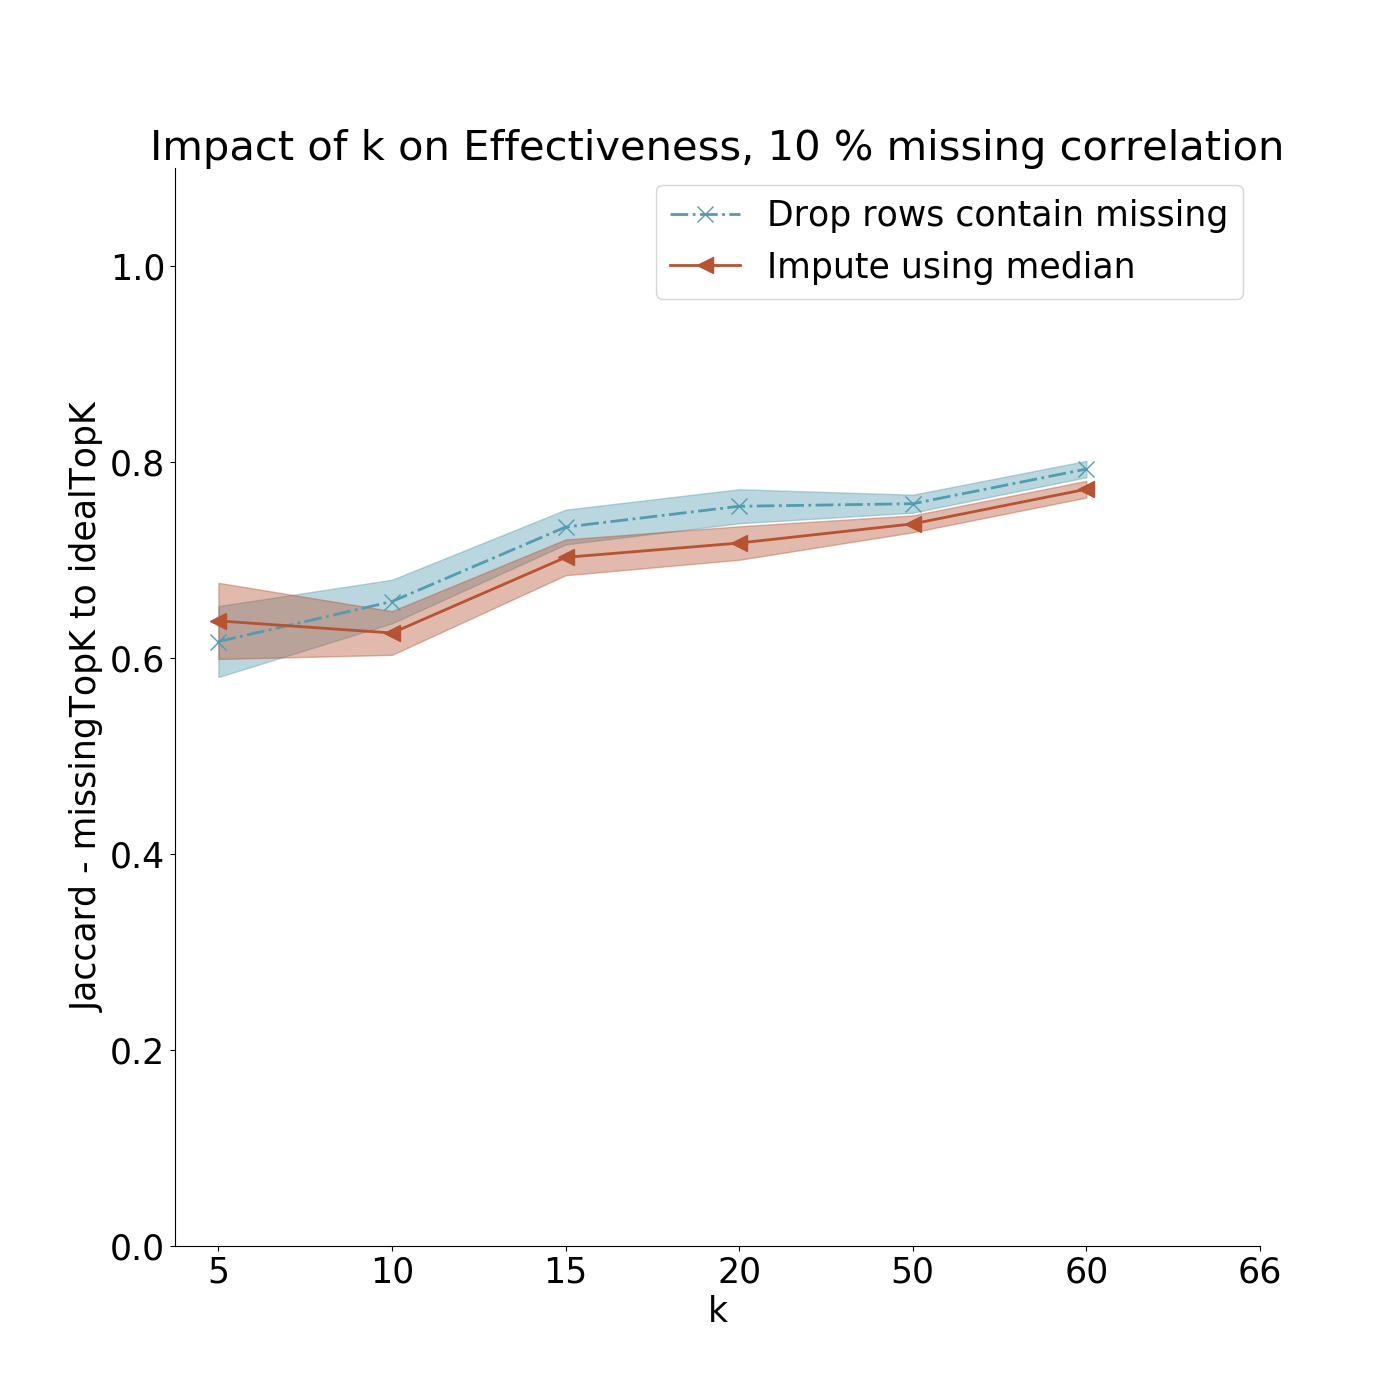 Impact of k on Effectiveness, 10 % missing correlation
Drop rows contain missing
Impute using median
Jaccard - missingTopK to idealTopK
1.0
0.8
0.6
0.4
0.2
0.0
5 10 15 20 50 60 66
k